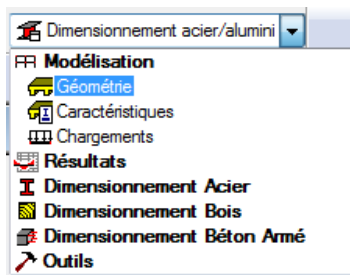 Dimensionnement acier/alumini
Modélisation
Géométrie
Caractéristiques
Chargements
Résultats
Dimensionnement Acier
Dimensionnement Bois
Dimensionnement Béton Armé
Outils